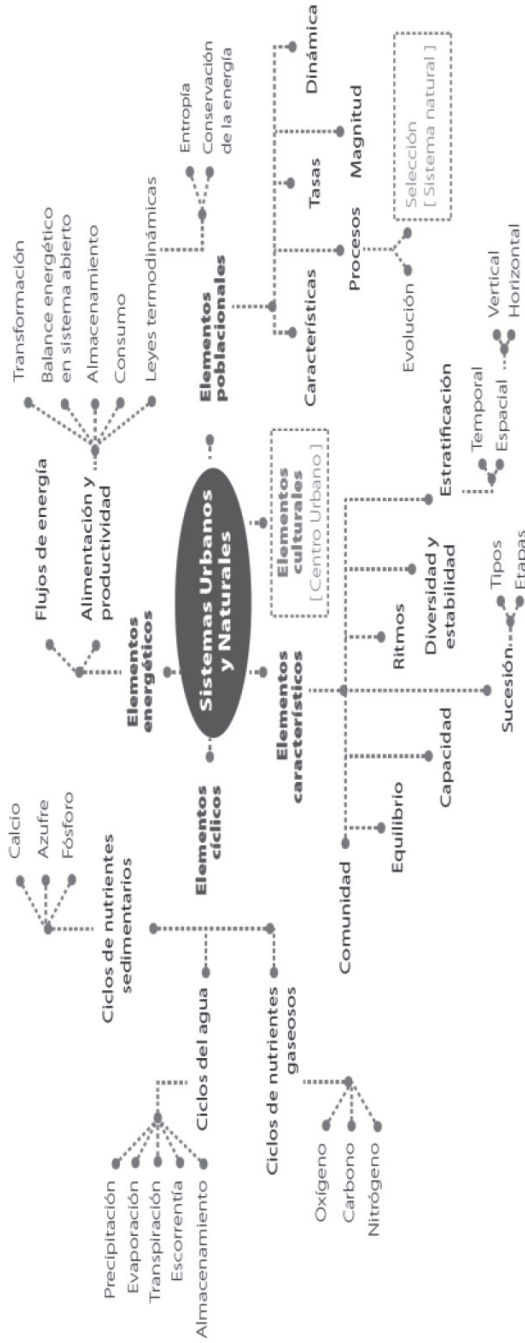 Sistemas Urbanos
y Naturales
Elementos
cíclicos
Ciclos de nutrientes
sedimentarios
Calcio
Azufre
Fósforo
Ciclos del agua
Precipitación
Evaporación
Transpiración
Escorrentía
Almacenamiento
Ciclos de nutrientes
gaseosos
Oxígeno
Carbono
Nitrógeno
Elementos
energéticos
Flujos de energía
Alimentación y
productividad
Transformación
Balance energético
en sistema abierto
Almacenamiento
Consumo
Leyes termodinámicas
Entropía
Conservación
de la energía
Elementos
poblacionales
Características
Tasas
Dinámica
Procesos
Magnitud
Evolución
Selección
[ Sistema natural ]
Elementos
culturales
[ Centro Urbano ]
Elementos
característicos
Comunidad
Equilibrio
Capacidad
Sucesión
Tipos
Etapas
Ritmos
Diversidad y
estabilidad
Estratificación
Temporal
Espacial
Vertical
Horizontal